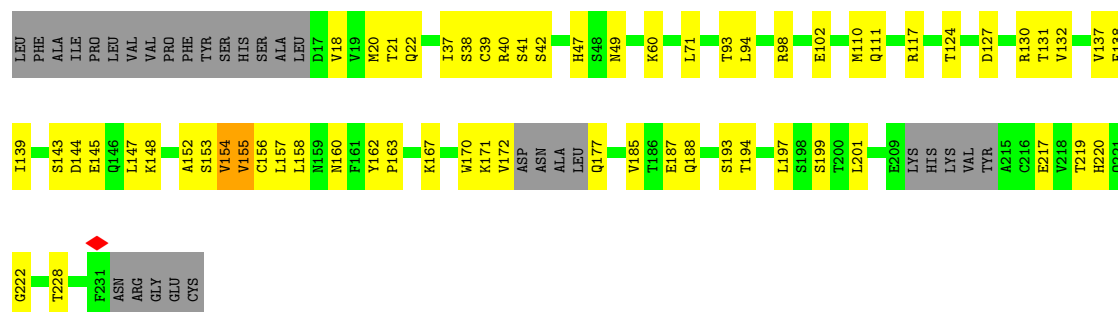 LEU PHE ALA ILE PRO LEU VAL VAL PRO PHE TYR SER HIS SER ALA LEU D17 V18 V19 M20 T21 Q22 I37 S38 C39 R40 S41 S42 H47 S48 N49 K60 L71 T93 L94 R98 E102 M110 Q111 R117 T124 D127 R130 T131 V132 V137
I139 S143 D144 E145 Q146 L147 K148 A152 S153 V154 V155 C156 L157 L158 N159 N160 F161 Y162 P163 K167 W170 K171 V172 ASP ASN ALA LEU Q177 V185 T186 E187 Q188 S193 T194 L197 S198 S199 T200 L201 E209 LYS HIS LYS VAL TYR A215 C216 E217 V218 T219 H220
G222 T228 F231 ASN ARG GLY GLU CYS